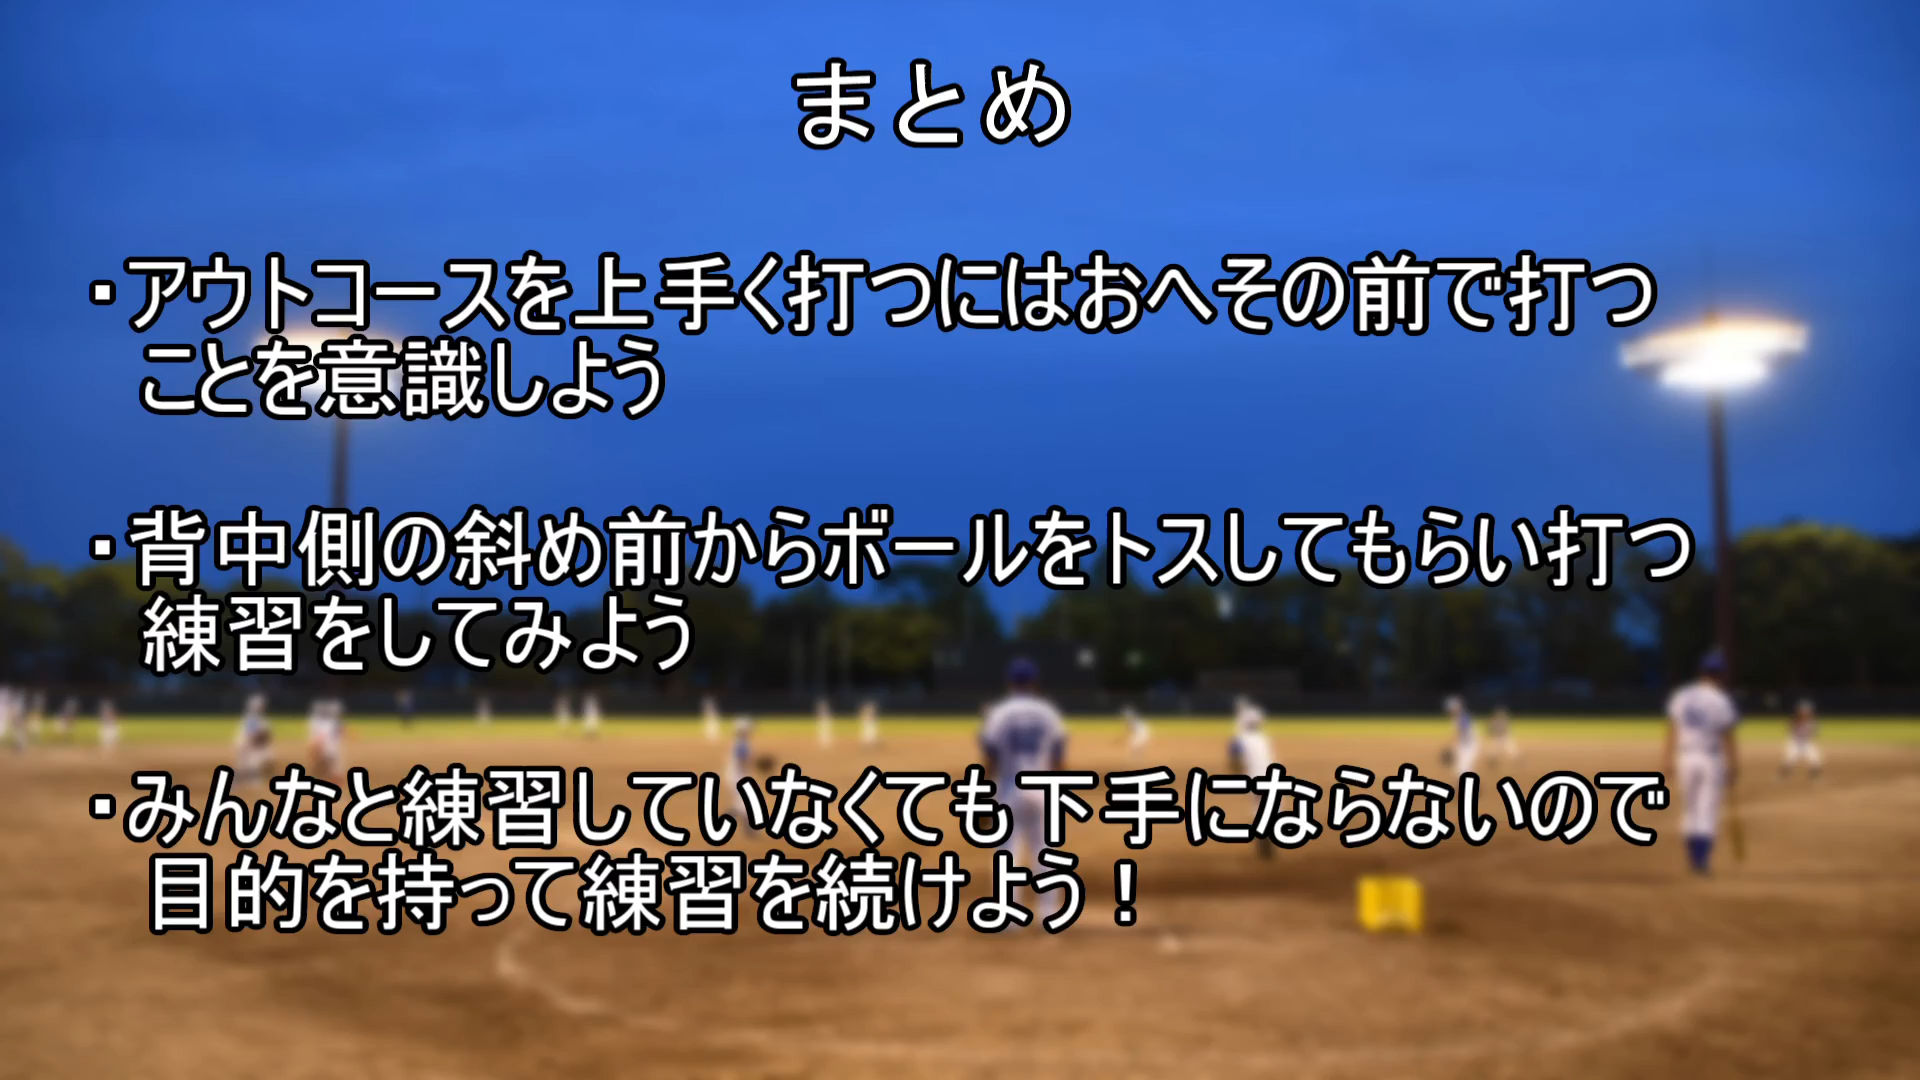 まとめ
・アウトコースを上手く打つにはおへその前で打つ
ことを意識しよう
・背中側の斜め前からボールをトスしてもらい打つ
練習をしてみよう
・みんなと練習していなくても下手にならないので
目的を持って練習を続けよう！